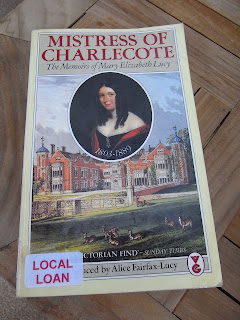 MISTRESS OF
CHARLECOTE
The Memoirs of Mary Elizabeth Lucy
1803-1889
VICTORIAN FIND' – SUNDAY TIMES
LOCAL
LOAN
duced by Alice Fairfax-Lucy